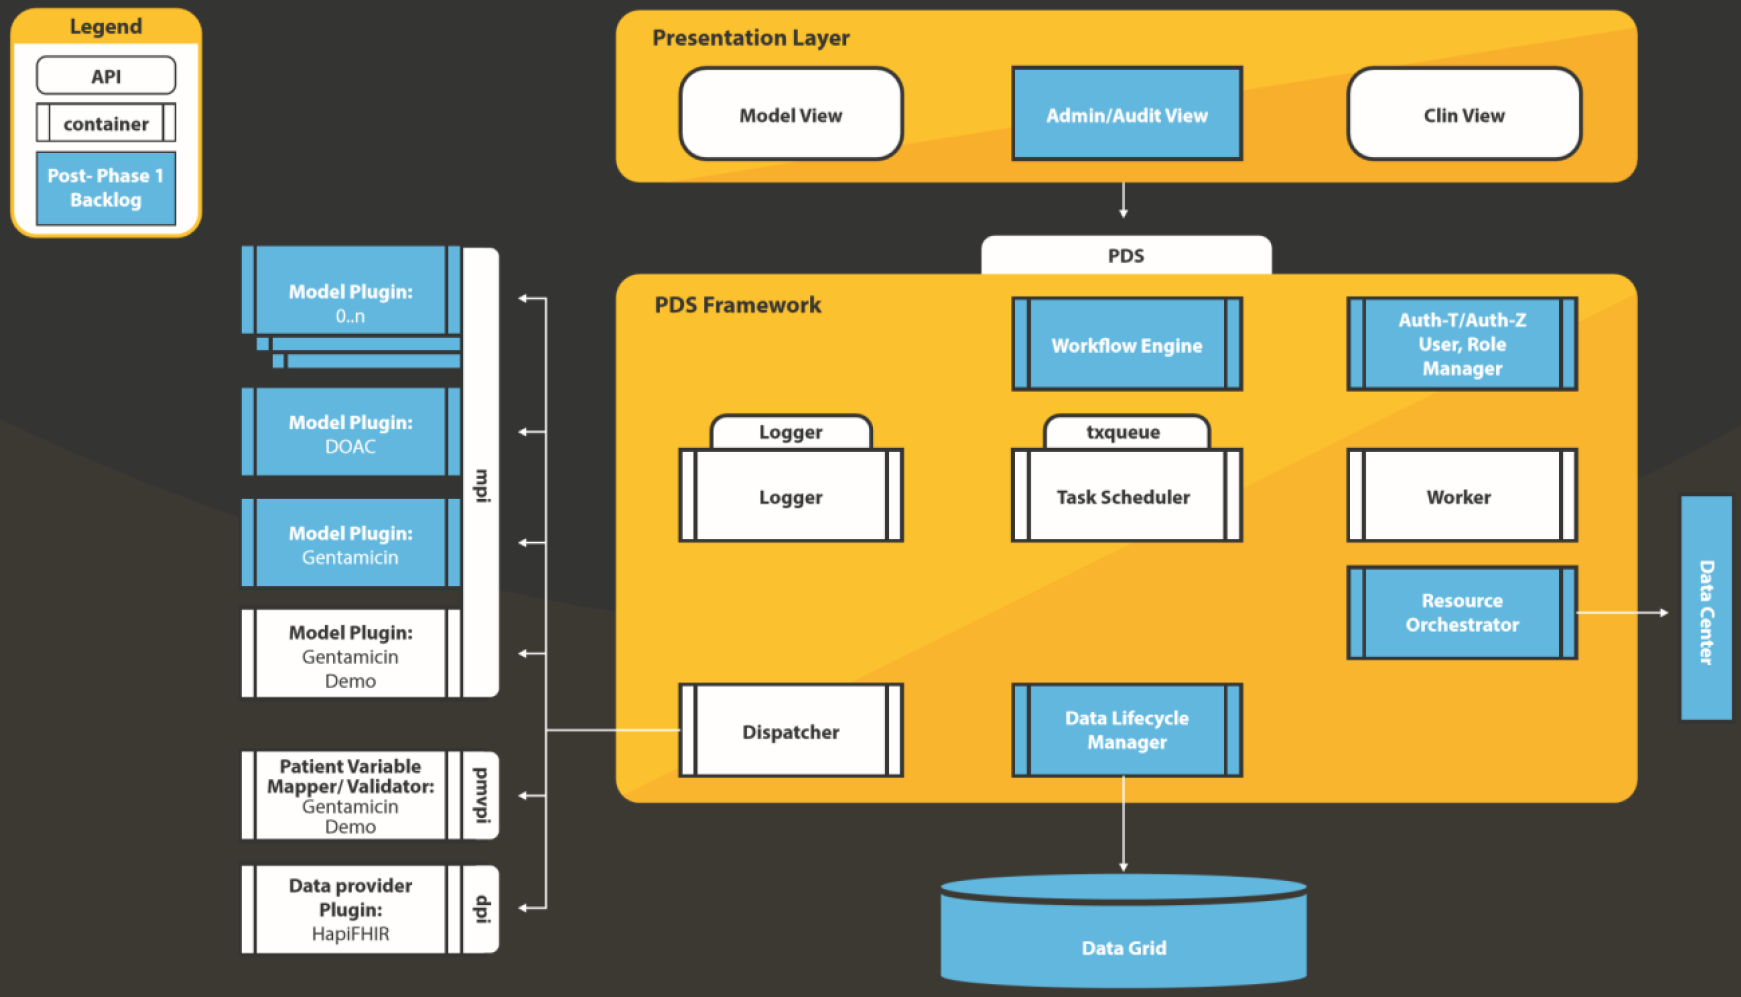 Legend
API
container
Post- Phase 1
Backlog
Presentation Layer
Model View
Admin/Audit View
Clin View
PDS
PDS Framework
Workflow Engine
Auth-T/Auth-Z
User, Role
Manager
Logger
Logger
txqueue
Task Scheduler
Worker
Resource
Orchestrator
Data Center
Dispatcher
Data Lifecycle
Manager
Data Grid
Model Plugin:
0..n
Model Plugin:
DOAC
Model Plugin:
Gentamicin
Model Plugin:
Gentamicin
Demo
mpi
Patient Variable
Mapper/ Validator:
Gentamicin
Demo
pmvpi
Data provider
Plugin:
HapiFHIR
dpi